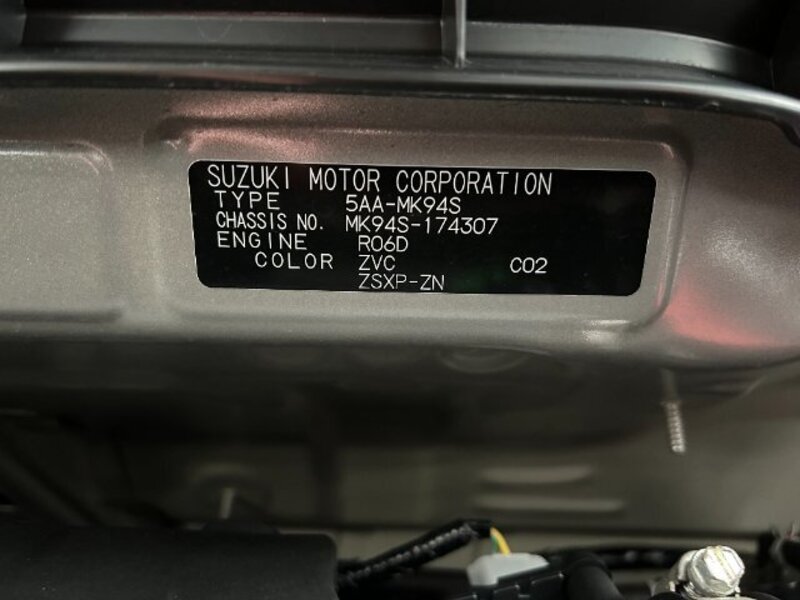 SUZUKI MOTOR CORPORATION
TYPE 5AA-MK94S
CHASSIS NO. MK94S-174307
ENGINE R06D
COLOR ZVC C02
ZSXP-ZN